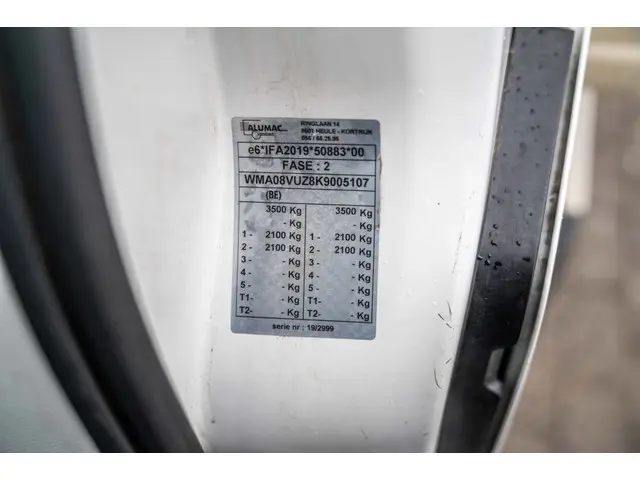 ALUMAC
RINGLAAN 14
8501 HEULE - KORTRIJK
e6*IFA2019*50883*00
FASE : 2
WMA08VUZ8K9005107
(BE)
3500 Kg 3500 Kg
- Kg - Kg
1 - 2100 Kg 1 - 2100 Kg
2 - 2100 Kg 2 - 2100 Kg
3 - - Kg 3 - - Kg
4 - - Kg 4 - - Kg
5 - - Kg 5 - - Kg
T1- - Kg T1- - Kg
T2- - Kg T2- - Kg
serie nr : 19/2999